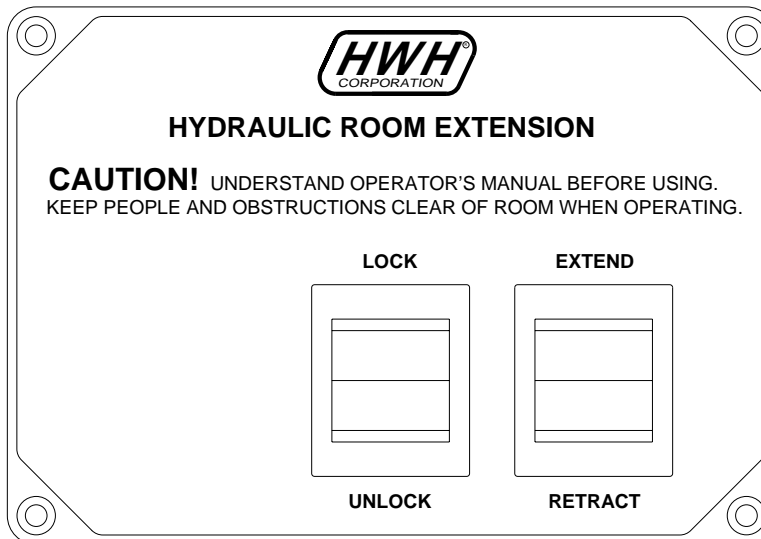 HWH®
CORPORATION
HYDRAULIC ROOM EXTENSION
CAUTION! UNDERSTAND OPERATOR'S MANUAL BEFORE USING.
KEEP PEOPLE AND OBSTRUCTIONS CLEAR OF ROOM WHEN OPERATING.
LOCK EXTEND
UNLOCK RETRACT